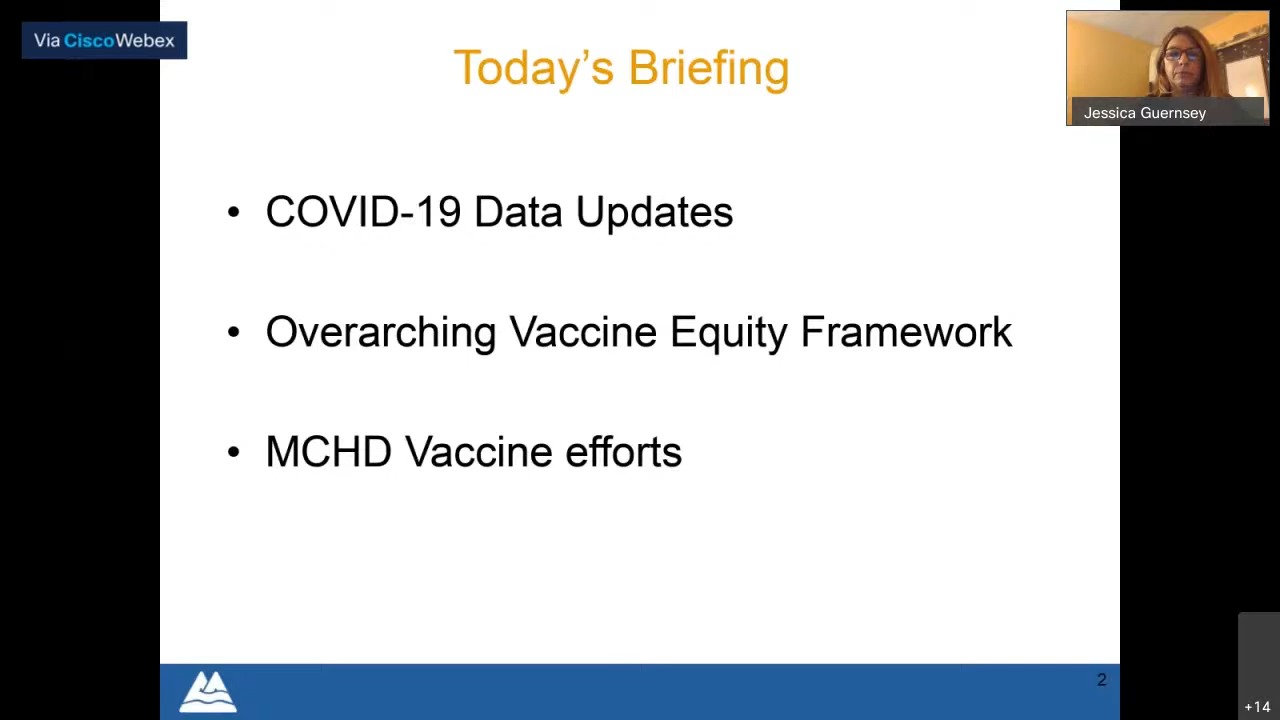 Via CiscoWebex
Today’s Briefing
Jessica Guernsey
• COVID-19 Data Updates
• Overarching Vaccine Equity Framework
• MCHD Vaccine efforts
2
+14